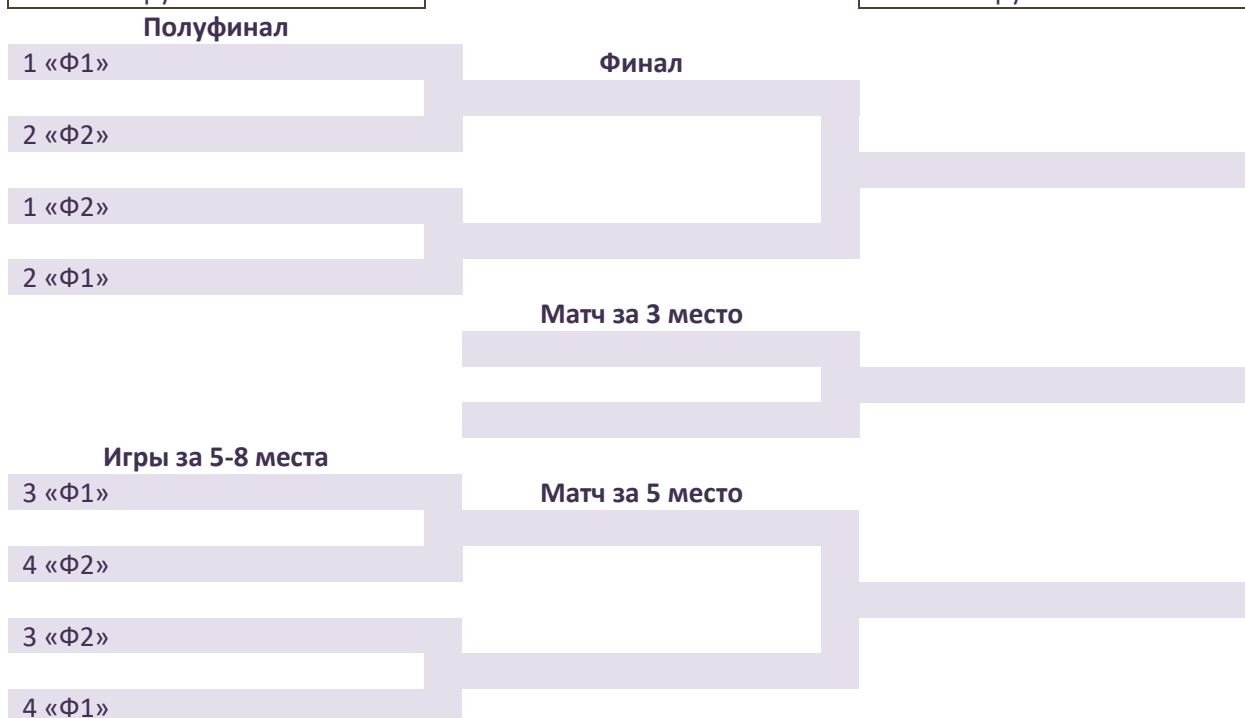 Полуфинал
1 «Ф1»
Финал
2 «Ф2»
1 «Ф2»
2 «Ф1»
Матч за 3 место
Игры за 5-8 места
3 «Ф1»
Матч за 5 место
4 «Ф2»
3 «Ф2»
4 «Ф1»